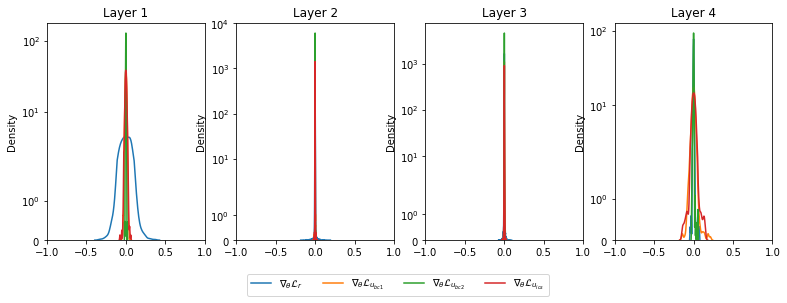 Layer 1 Layer 2 Layer 3 Layer 4
Density Density Density Density
10² 10¹ 10⁰ 0
10⁴ 10³ 10² 10¹ 10⁰ 0
10³ 10² 10¹ 10⁰ 0
10² 10¹ 10⁰ 0
−1.0 −0.5 0.0 0.5 1.0 −1.0 −0.5 0.0 0.5 1.0 −1.0 −0.5 0.0 0.5 1.0 −1.0 −0.5 0.0 0.5 1.0
∇θℒr ∇θℒu_bc1 ∇θℒu_bc2 ∇θℒu_ics